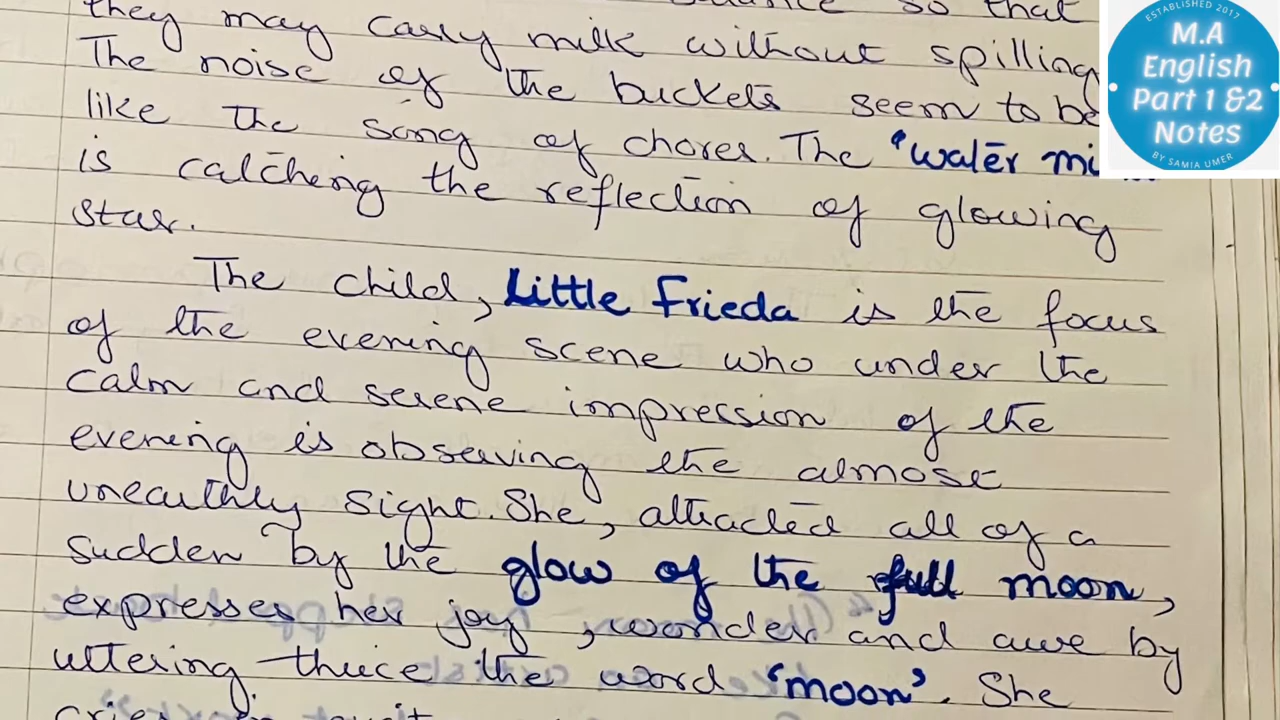 so that
they may carry milk without spilling
The noise of the buckets seem to be
like the song of chores. The "water
is catching the reflection of glowing
star.
The child, Little Frieda is the focus
of the evening scene who under the
calm and serene impression of the
evening is observing the almost
unearthly sight. She, attracted all of a
sudden by the glow of the full moon,
expresses her joy, wonder and awe by
uttering thrice the word 'moon'. She
cries
ESTABLISHED 2017
M.A
English
Part 1 &2
Notes
BY SAMIA UMER